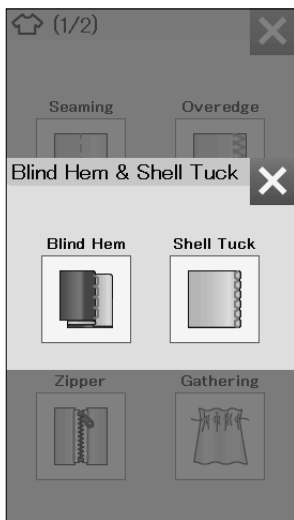 (1/2)
Seaming Overedge
Blind Hem & Shell Tuck
Blind Hem Shell Tuck
Zipper Gathering